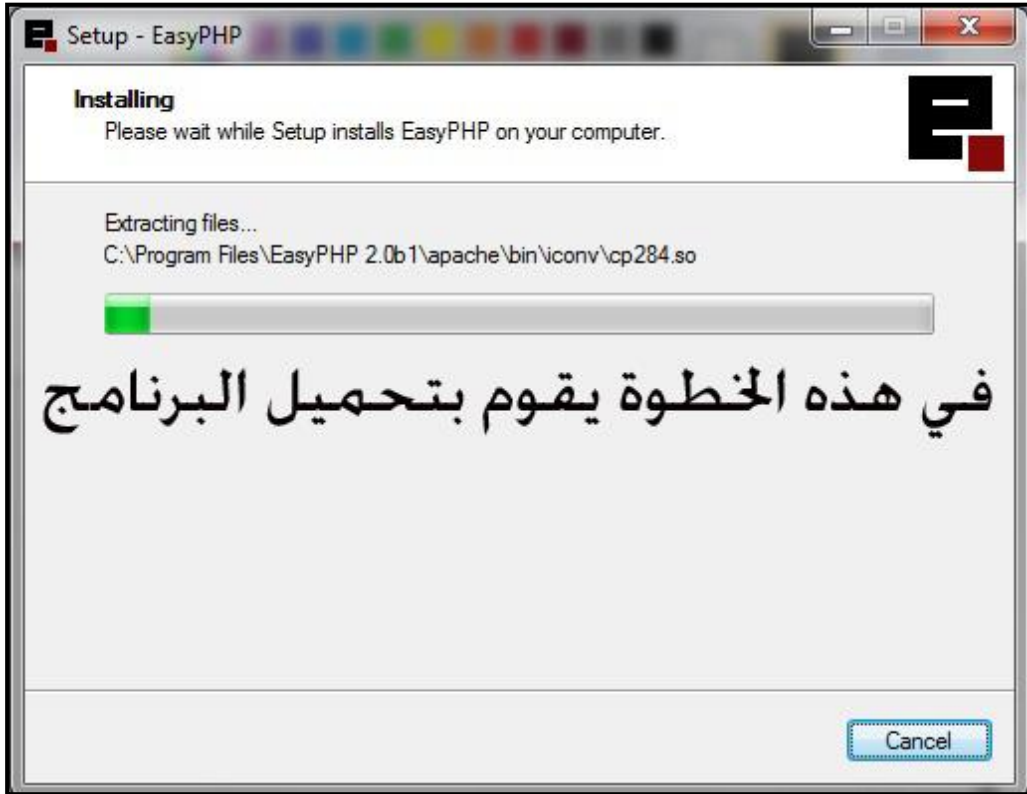 Setup - EasyPHP
Installing
Please wait while Setup installs EasyPHP on your computer.
Extracting files...
C:\Program Files\EasyPHP 2.0b1\apache\bin\iconv\cp284.so
في هذه الخطوة يقوم بتحميل البرنامج
Cancel